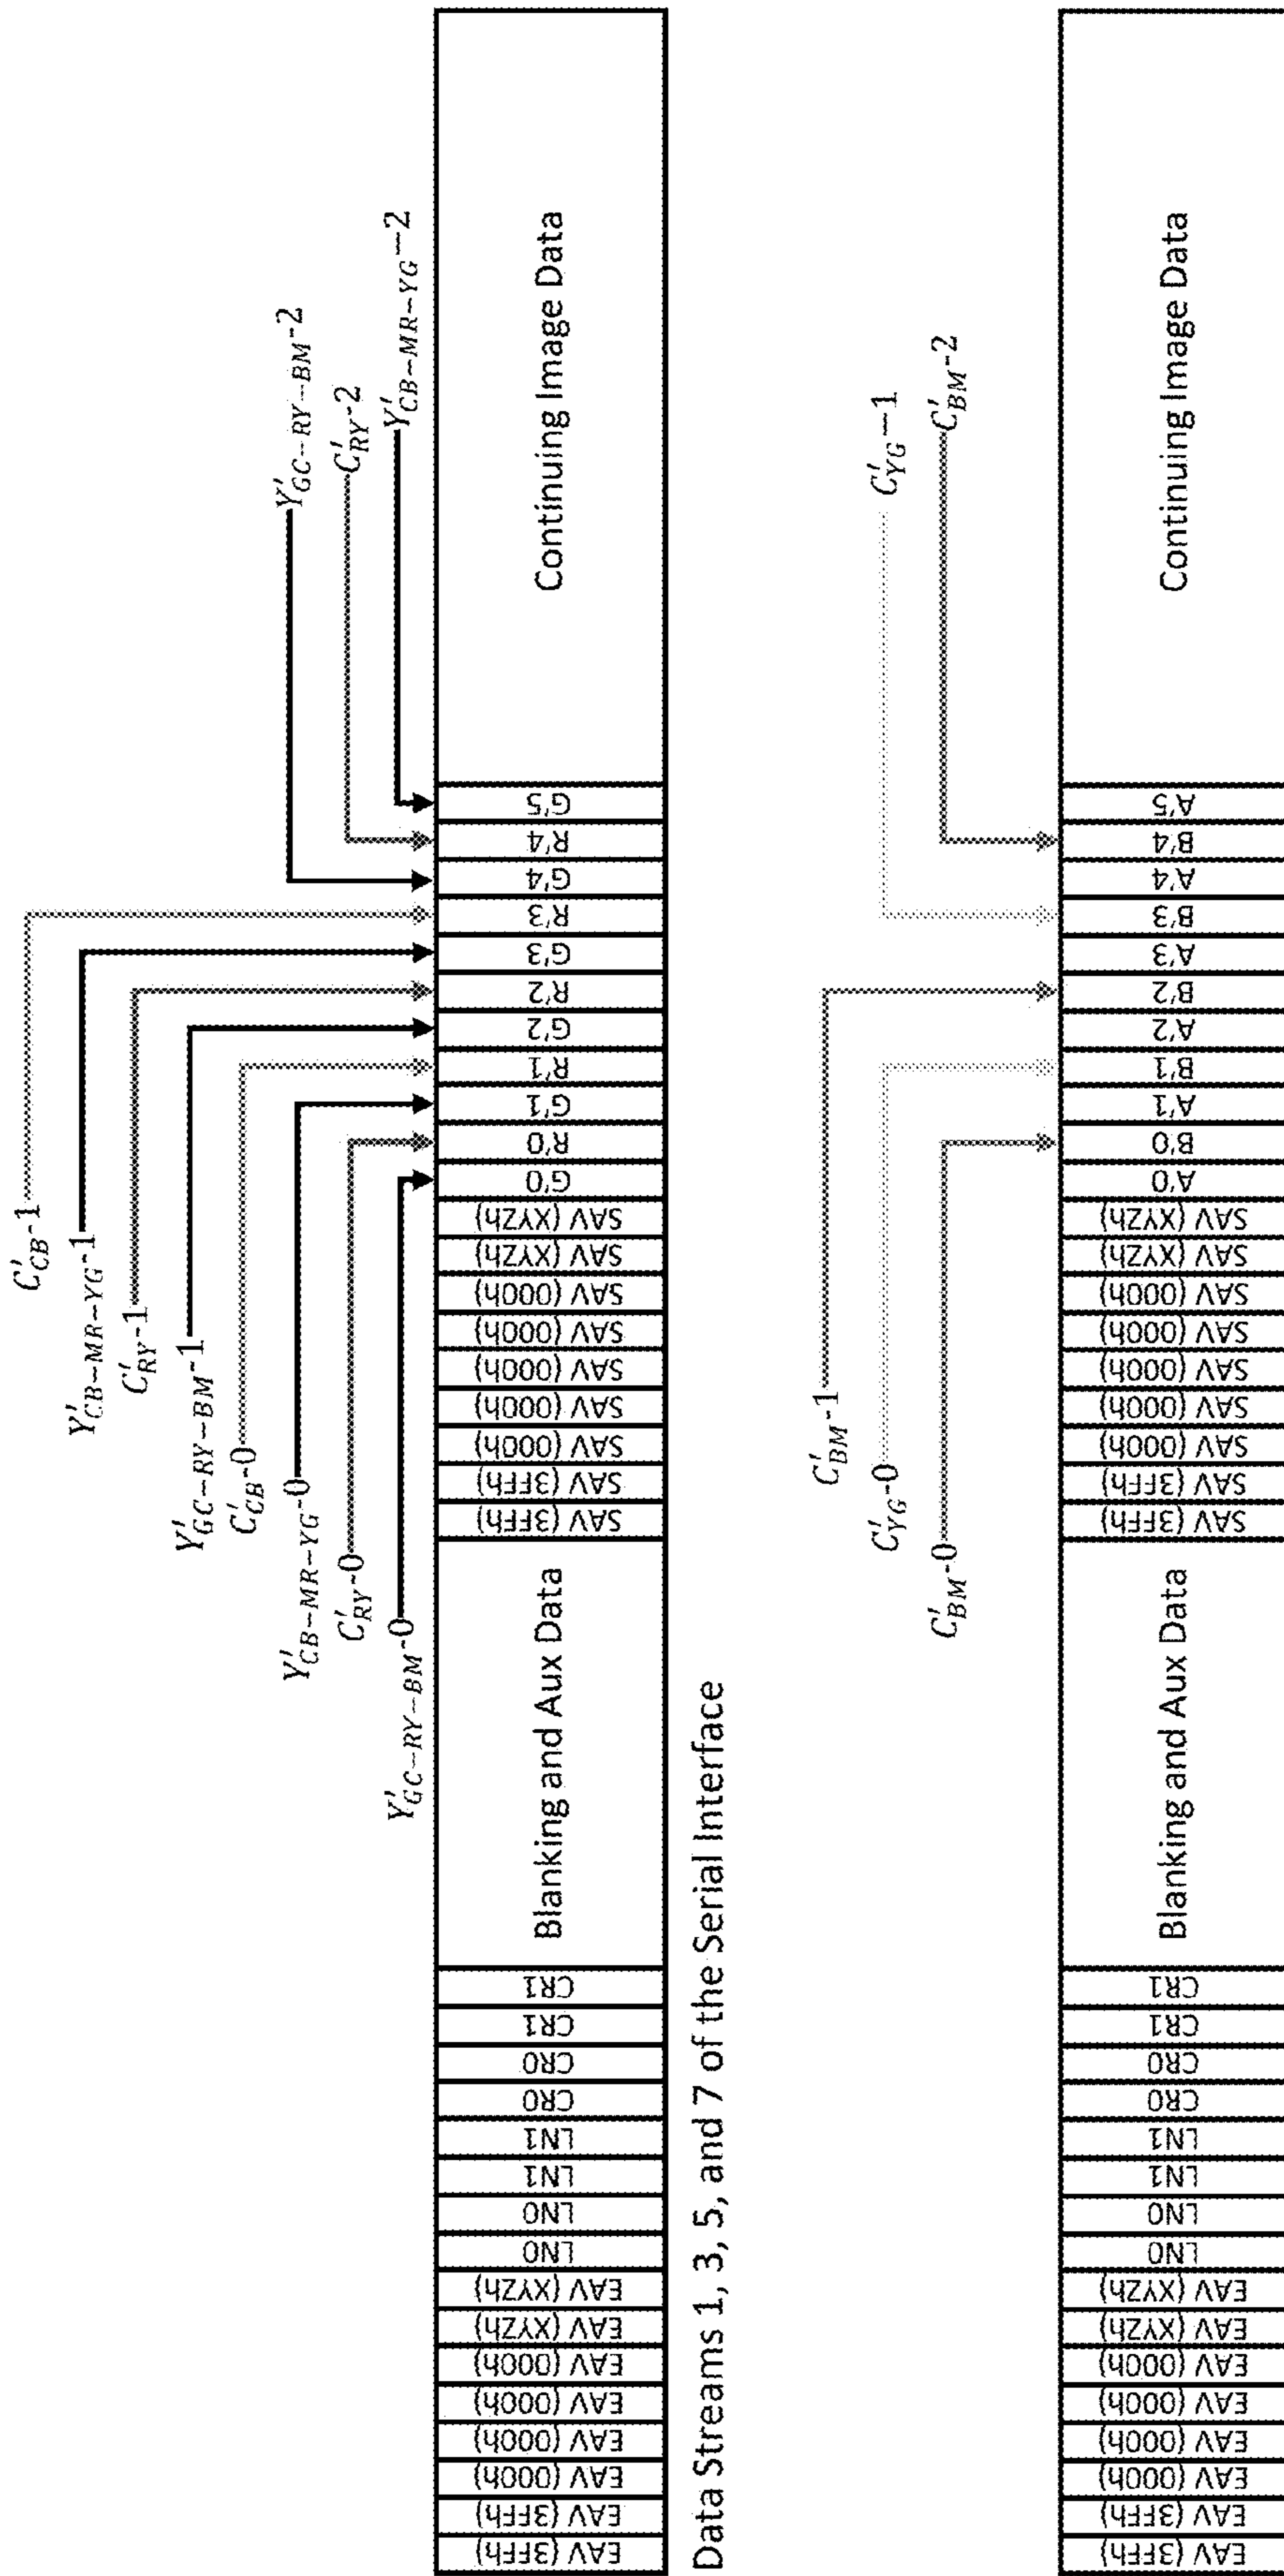 C'CB-1
Y'CB-MR-YG-1
C'RY-1
Y'GC-RY-BM-1
C'CB-0
Y'CB-MR-YG-0
C'RY-0
Y'GC-RY-BM-0
Y'GC-RY-BM-2
C'RY-2
Y'CB-MR-YG—2
EAV (3FFh)
EAV (3FFh)
EAV (000h)
EAV (000h)
EAV (000h)
EAV (000h)
EAV (XYZh)
EAV (XYZh)
LN0
LN0
LN1
LN1
CR0
CR0
CR1
CR1
Blanking and Aux Data
SAV (3FFh)
SAV (3FFh)
SAV (000h)
SAV (000h)
SAV (000h)
SAV (000h)
SAV (000h)
SAV (XYZh)
SAV (XYZh)
G'0
R'0
G'1
R'1
G'2
R'2
G'3
R'3
G'4
R'4
G'5
Continuing Image Data
Data Streams 1, 3, 5, and 7 of the Serial Interface
C'BM-1
C'YG-0
C'BM-0
C'YG—1
C'BM-2
EAV (3FFh)
EAV (3FFh)
EAV (000h)
EAV (000h)
EAV (000h)
EAV (000h)
EAV (XYZh)
EAV (XYZh)
LN0
LN0
LN1
LN1
CR0
CR0
CR1
CR1
Blanking and Aux Data
SAV (3FFh)
SAV (3FFh)
SAV (000h)
SAV (000h)
SAV (000h)
SAV (000h)
SAV (000h)
SAV (XYZh)
SAV (XYZh)
A'0
B'0
A'1
B'1
A'2
B'2
A'3
B'3
A'4
B'4
A'5
Continuing Image Data